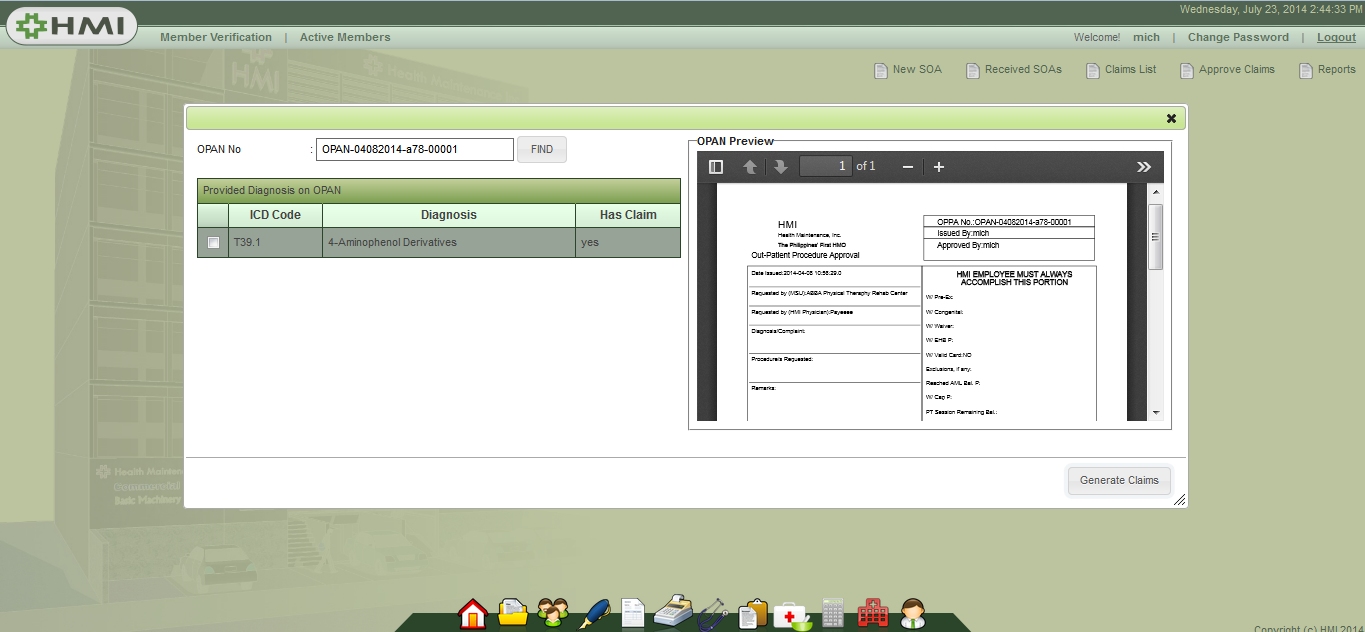 Wednesday, July 23, 2014 2:44:33 PM
HMI
Member Verification | Active Members
Welcome! mich | Change Password | Logout
HMI
Health Maintenance
New SOA
Received SOAs
Claims List
Approve Claims
Reports
OPAN No : OPAN-04082014-a78-00001 FIND
Provided Diagnosis on OPAN
ICD Code Diagnosis Has Claim
T39.1 4-Aminophenol Derivatives yes
OPAN Preview
1 of 1
HMI
Health Maintenance, Inc.
The Philippines' First HMO
Out-Patient Procedure Approval
OPPA No.:OPAN-04082014-a78-00001
Issued By:mich
Approved By:mich
Date Issued:2014-04-08 10:56:29.0
Requested by (MSU):ABBA Physical Theraphy Rehab Center
Requested by (HMI Physician):Payeeee
Diagnosis/Complaint:
Procedure/s Requested:
Remarks:
HMI EMPLOYEE MUST ALWAYS
ACCOMPLISH THIS PORTION
W/ Pre-Ex:
W/ Congenital:
W/ Waiver:
W/ EHB P:
W/ Valid Card:NO
Exclusions, if any:
Reached AML Bal. P:
W/ Cap P:
PT Session Remaining Bal.:
Generate Claims
Health Mainten
Basic Machinery
Copyright (c) HMI 2014